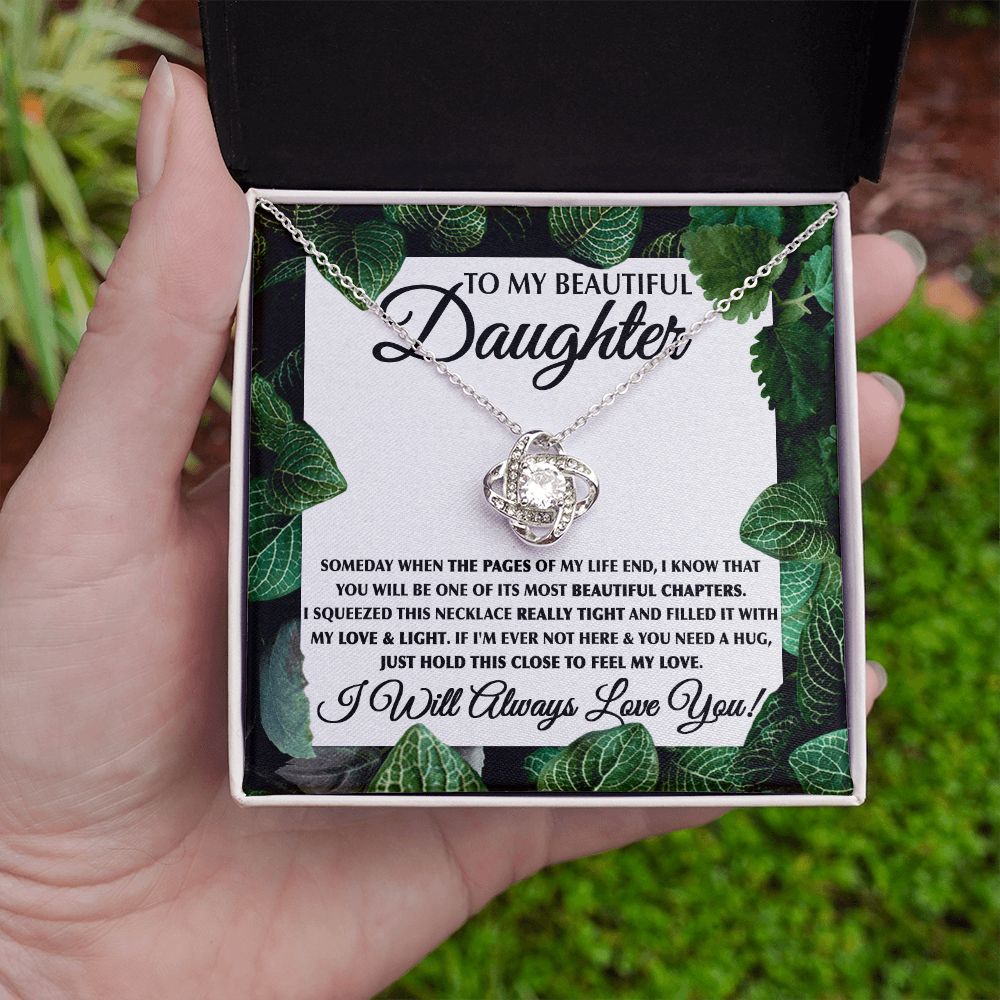 TO MY BEAUTIFUL
Daughter
SOMEDAY WHEN THE PAGES OF MY LIFE END, I KNOW THAT
YOU WILL BE ONE OF ITS MOST BEAUTIFUL CHAPTERS.
I SQUEEZED THIS NECKLACE REALLY TIGHT AND FILLED IT WITH
MY LOVE & LIGHT. IF I'M EVER NOT HERE & YOU NEED A HUG,
JUST HOLD THIS CLOSE TO FEEL MY LOVE.
I Will Always Love You!